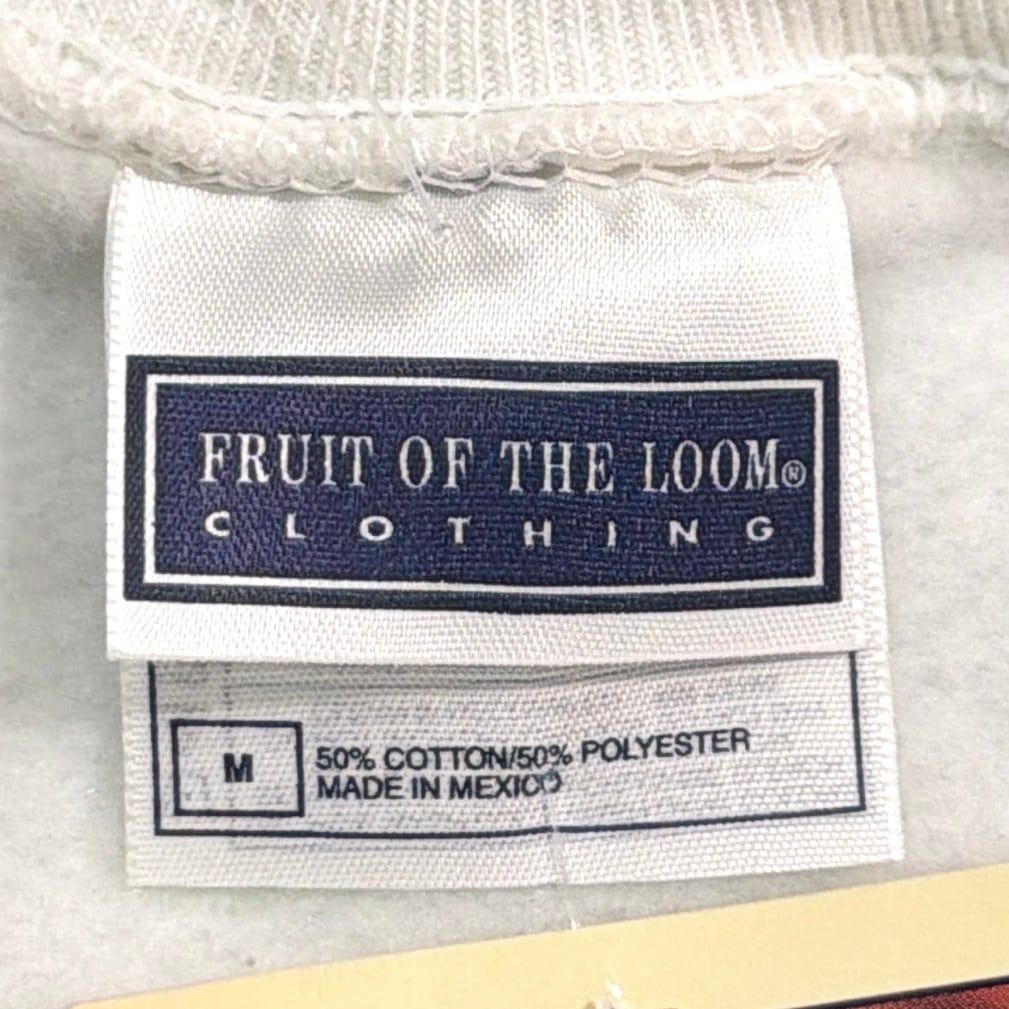 FRUIT OF THE LOOM®
CLOTHING
M
50% COTTON/50% POLYESTER
MADE IN MEXICO